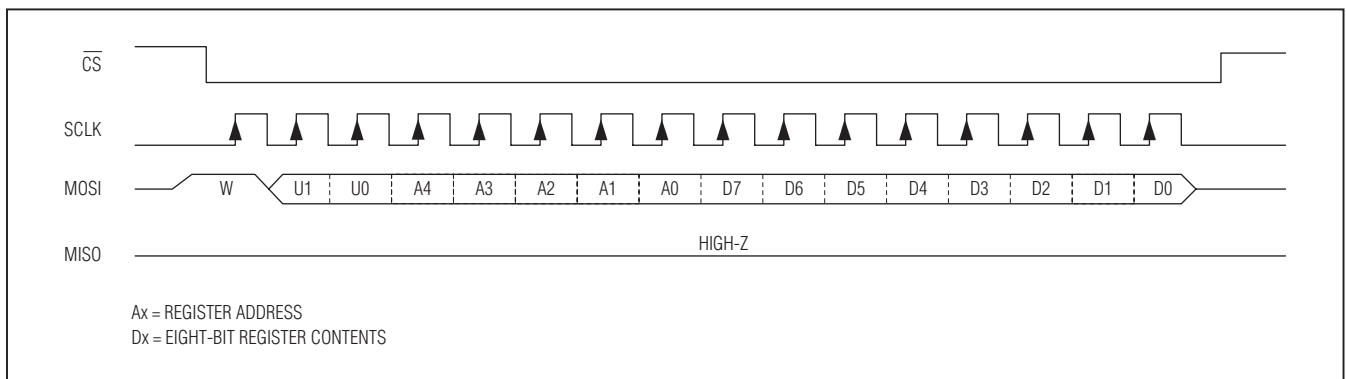 CS
SCLK
MOSI W U1 U0 A4 A3 A2 A1 A0 D7 D6 D5 D4 D3 D2 D1 D0
MISO HIGH-Z
Ax = REGISTER ADDRESS
Dx = EIGHT-BIT REGISTER CONTENTS